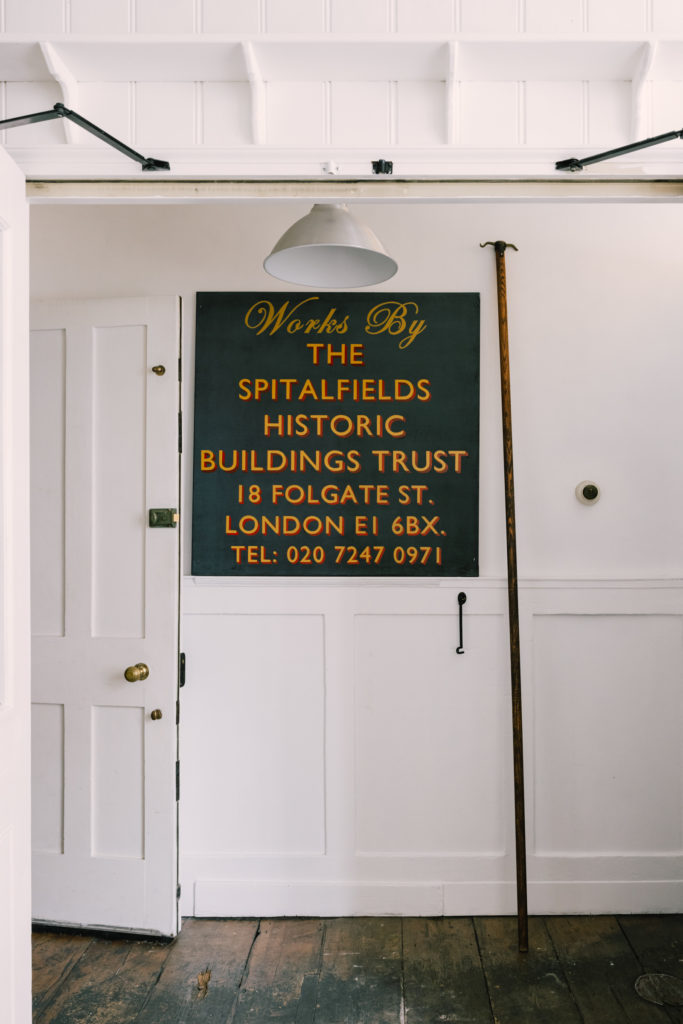 Works By
THE
SPITALFIELDS
HISTORIC
BUILDINGS TRUST
18 FOLGATE ST.
LONDON E1 6BX.
TEL: 020 7247 0971